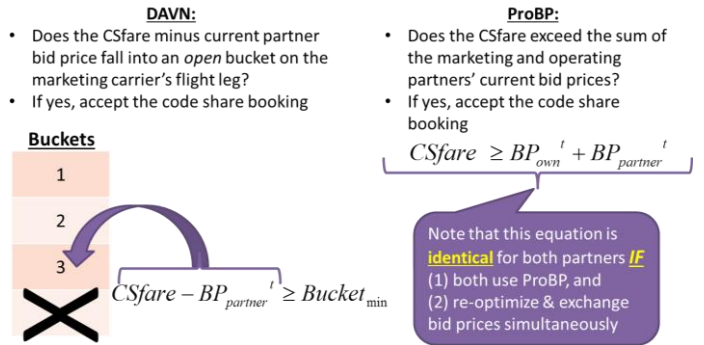 DAVN:
• Does the CSfare minus current partner
bid price fall into an open bucket on the
marketing carrier's flight leg?
• If yes, accept the code share booking
Buckets
1
2
3
CSfare − BP_partner^t ≥ Bucket_min
ProBP:
• Does the CSfare exceed the sum of
the marketing and operating
partners' current bid prices?
• If yes, accept the code share
booking
CSfare ≥ BP_own^t + BP_partner^t
Note that this equation is
identical for both partners IF
(1) both use ProBP, and
(2) re-optimize & exchange
bid prices simultaneously